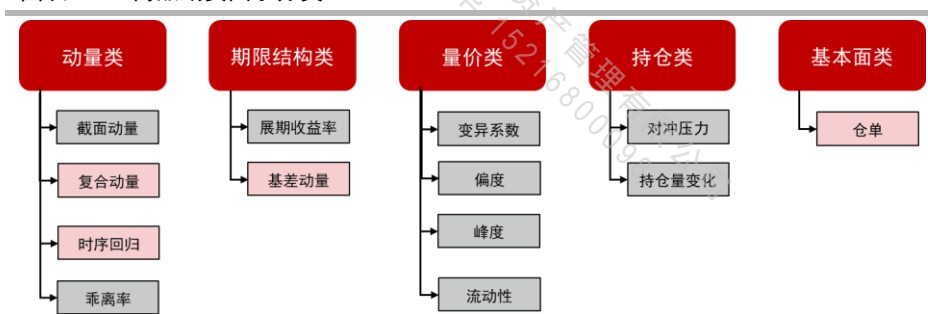 动量类
期限结构类
量价类
持仓类
基本面类
截面动量
复合动量
时序回归
乖离率
展期收益率
基差动量
变异系数
偏度
峰度
流动性
对冲压力
持仓量变化
仓单